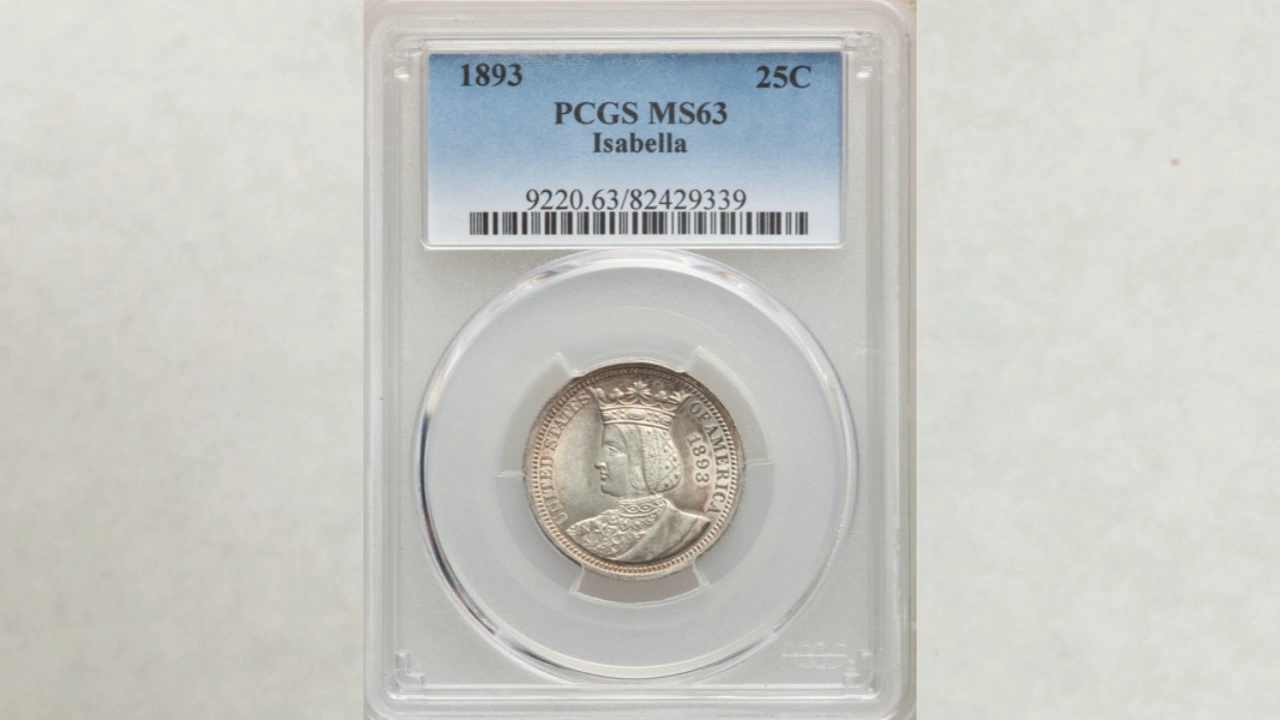 1893 25C
PCGS MS63
Isabella
9220.63/82429339
UNITED STATES OF AMERICA
1893